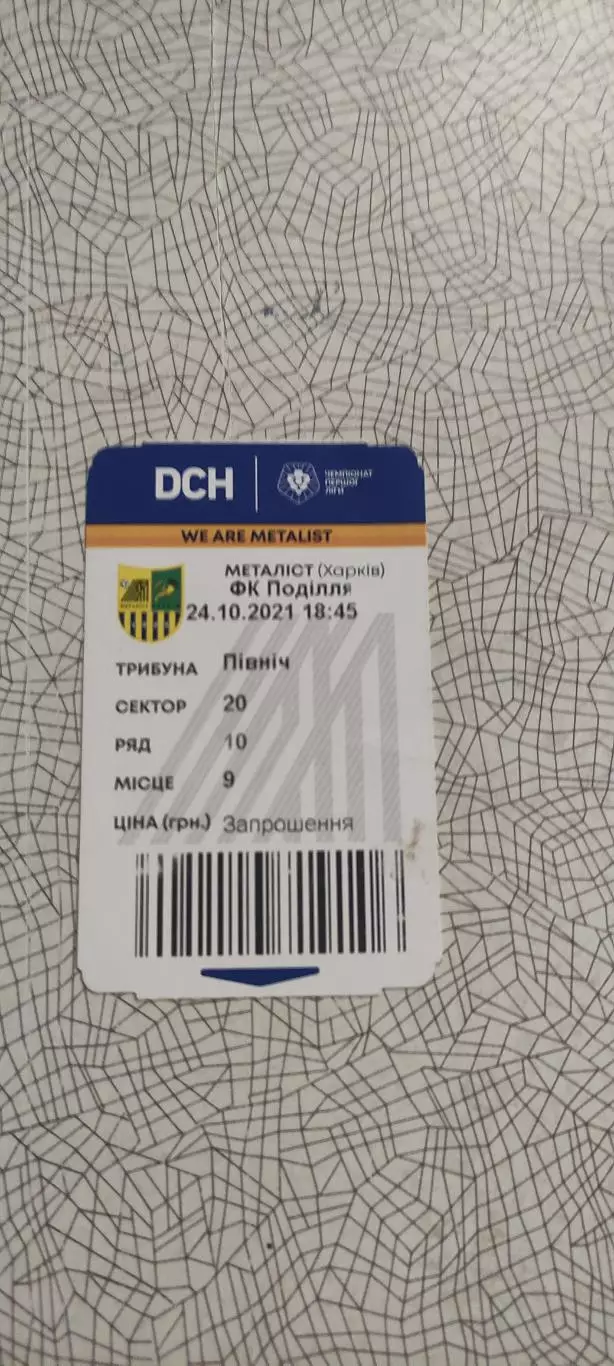 DCH
ЧЕМПІОНАТ
ПЕРШОЇ
ЛІГИ
WE ARE METALIST
МЕТАЛІСТ (Харків)
ФК Поділля
24.10.2021 18:45
ТРИБУНА Північ
СЕКТОР 20
РЯД 10
МІСЦЕ 9
ЦІНА (грн.) Запрошення